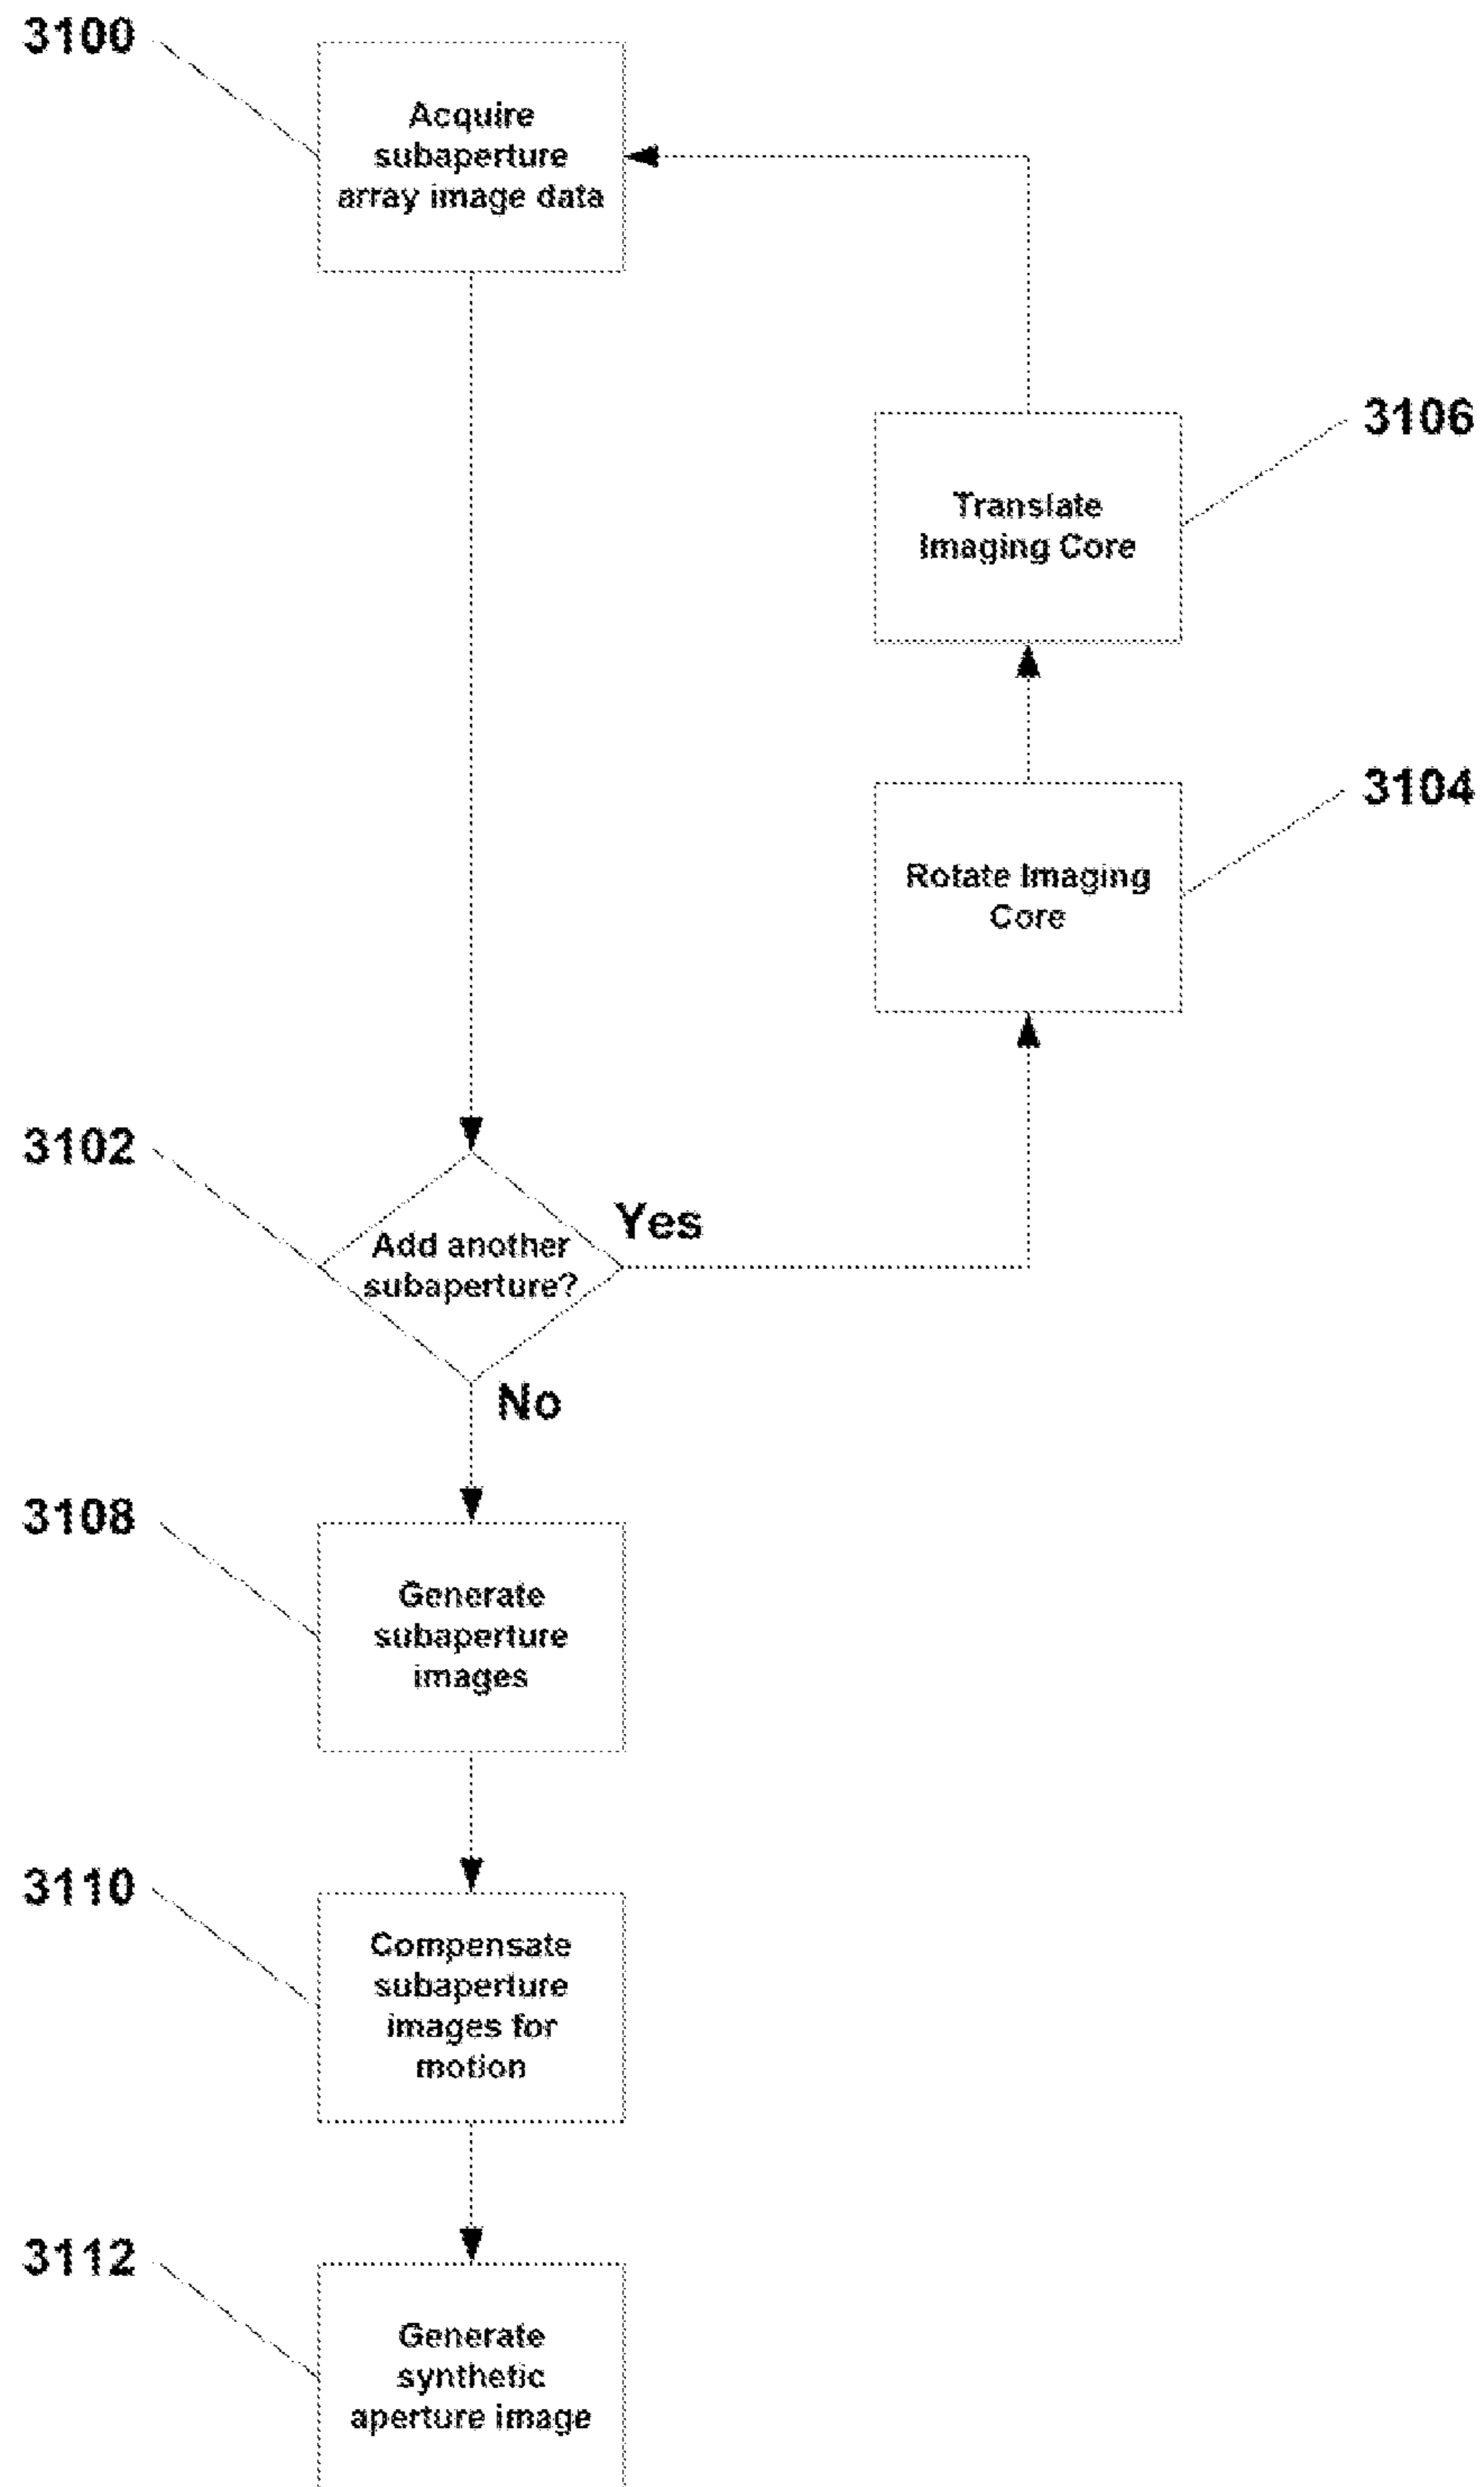 3100
Acquire
subaperture
array image data
3106
Translate
Imaging Core
3104
Rotate Imaging
Core
3102
Add another
subaperture?
Yes
No
3108
Generate
subaperture
images
3110
Compensate
subaperture
images for
motion
3112
Generate
synthetic
aperture image